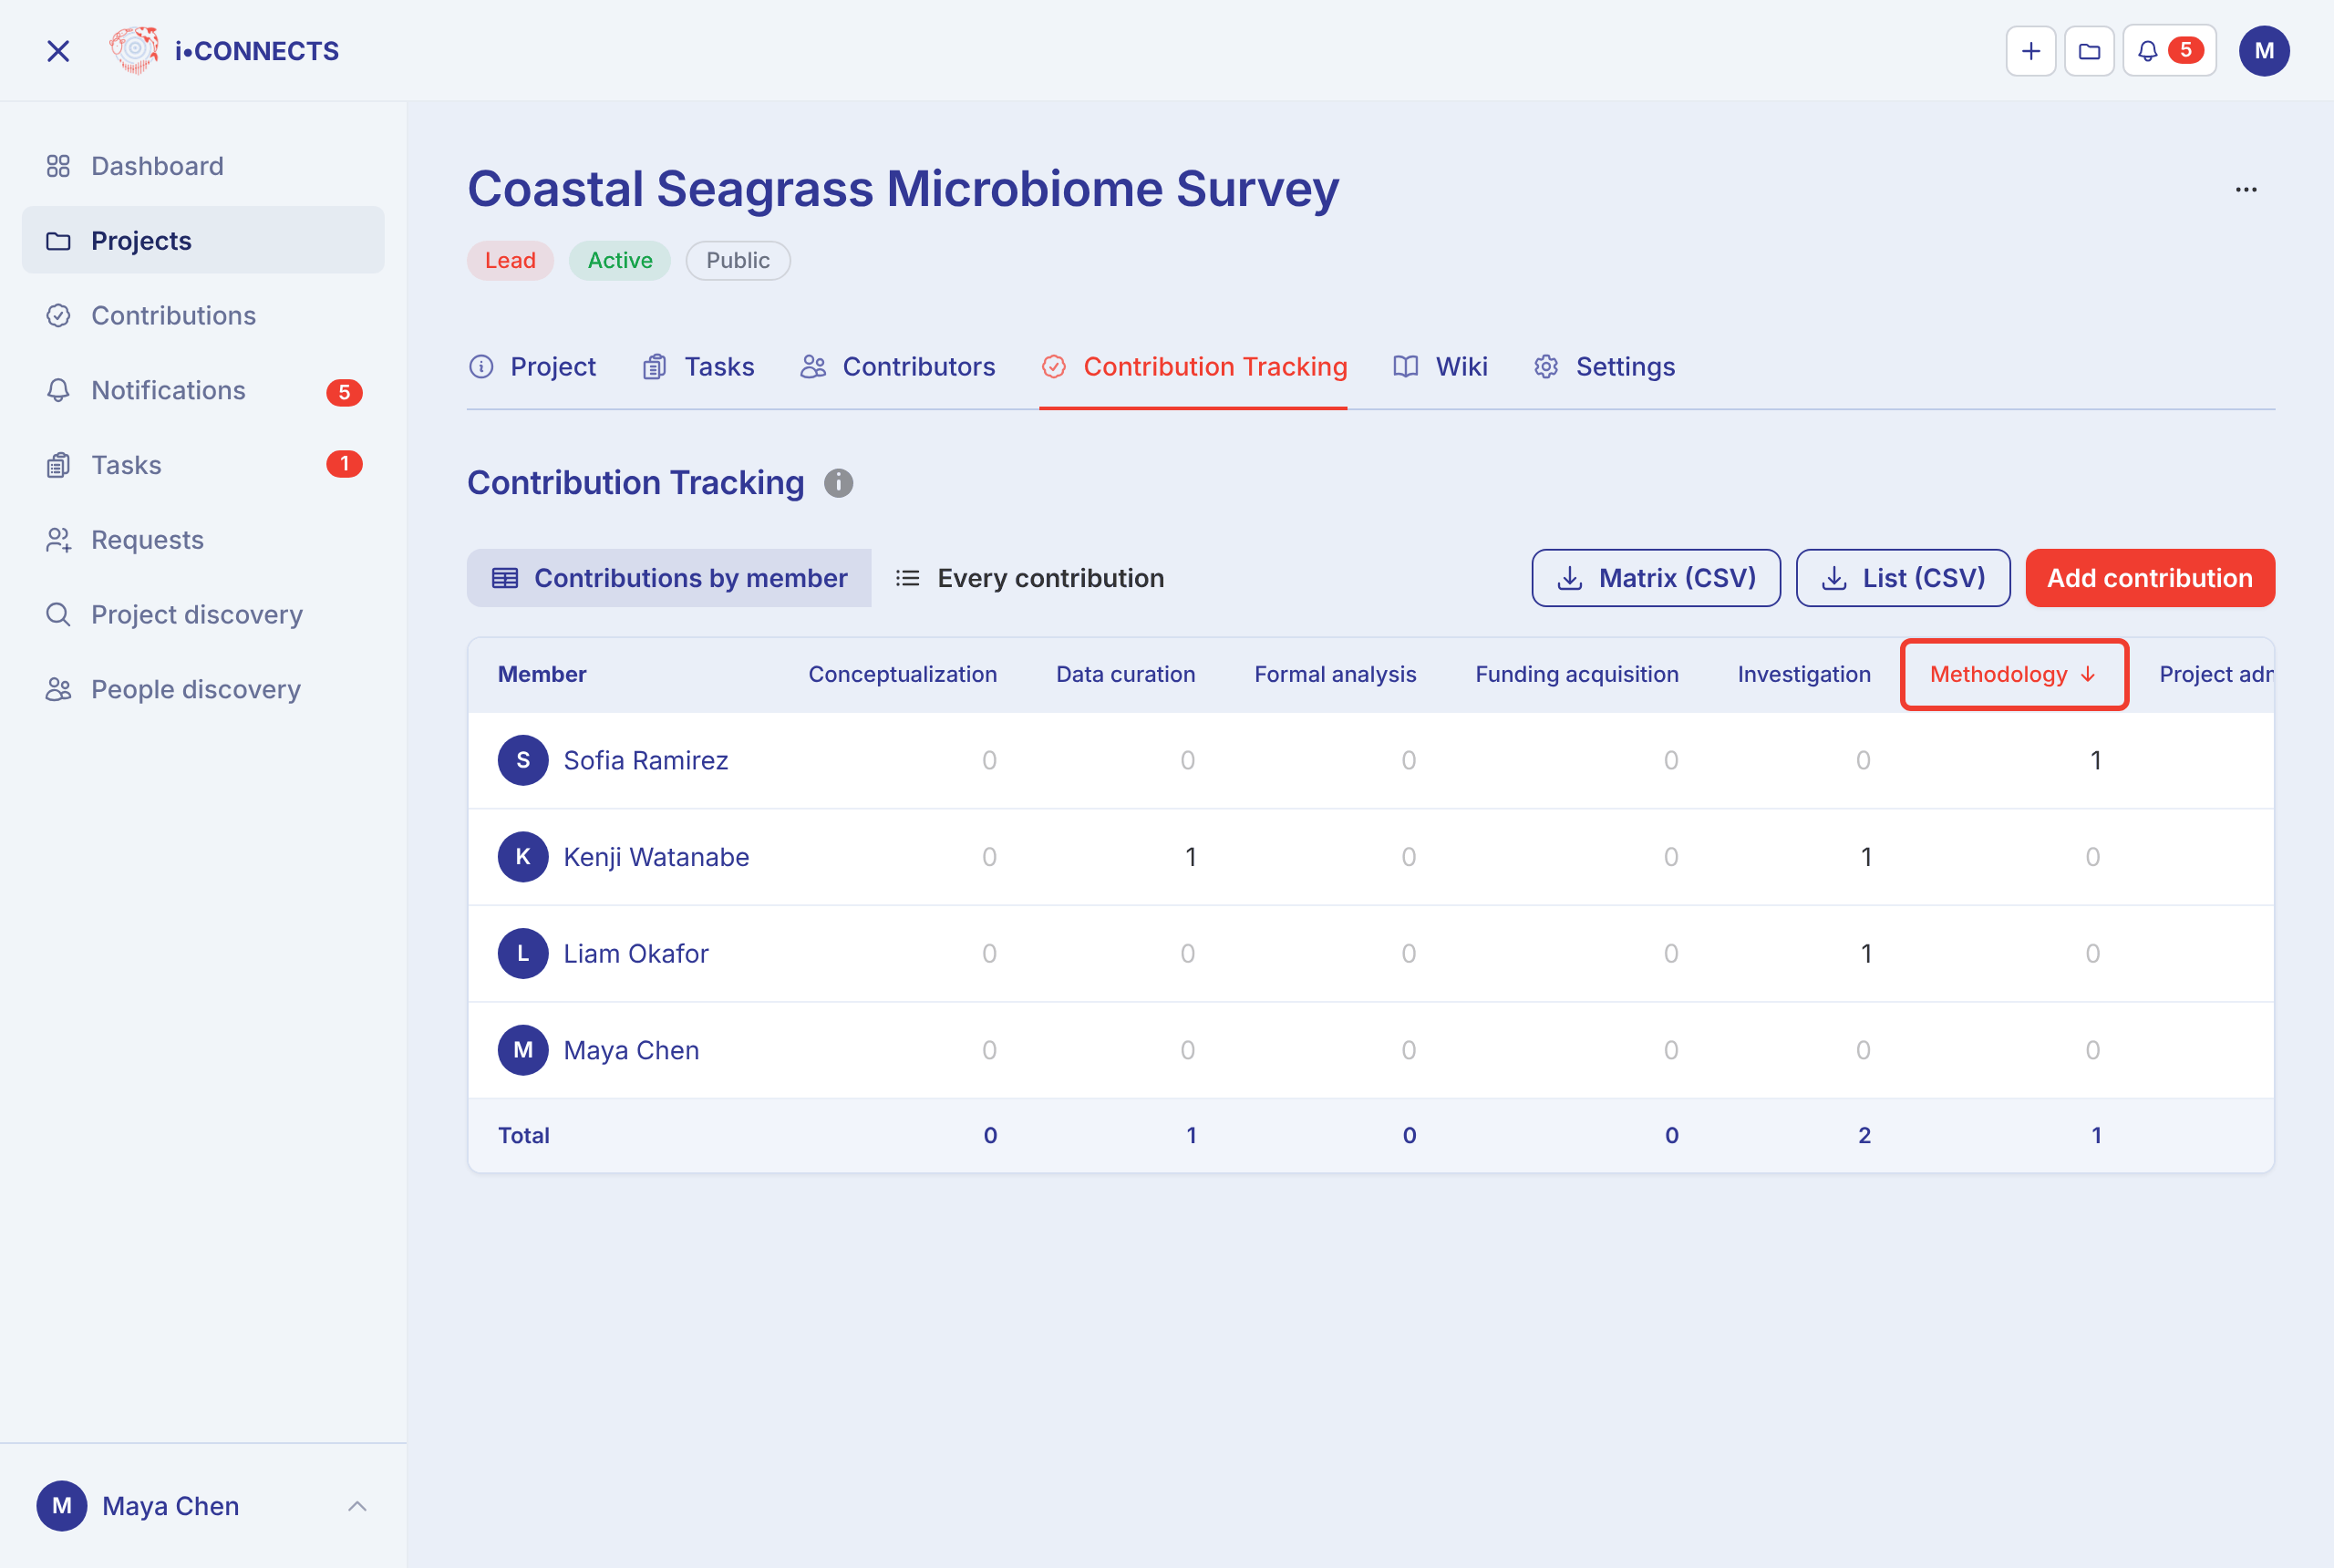 i•CONNECTS
5
M
Dashboard
Projects
Contributions
Notifications 5
Tasks 1
Requests
Project discovery
People discovery
Coastal Seagrass Microbiome Survey
Lead Active Public
Project Tasks Contributors Contribution Tracking Wiki Settings
Contribution Tracking
Contributions by member Every contribution Matrix (CSV) List (CSV) Add contribution
Member Conceptualization Data curation Formal analysis Funding acquisition Investigation Methodology ↓ Project adm
S Sofia Ramirez 0 0 0 0 0 1
K Kenji Watanabe 0 1 0 0 1 0
L Liam Okafor 0 0 0 0 1 0
M Maya Chen 0 0 0 0 0 0
Total 0 1 0 0 2 1
M Maya Chen